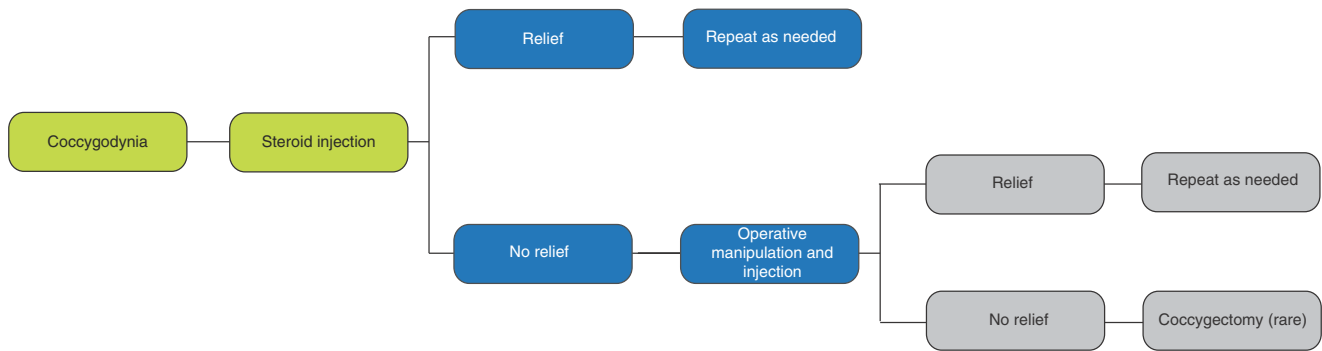 Relief
Repeat as needed
Coccygodynia
Steroid injection
Relief
Repeat as needed
No relief
Operative
manipulation and
injection
No relief
Coccygectomy (rare)